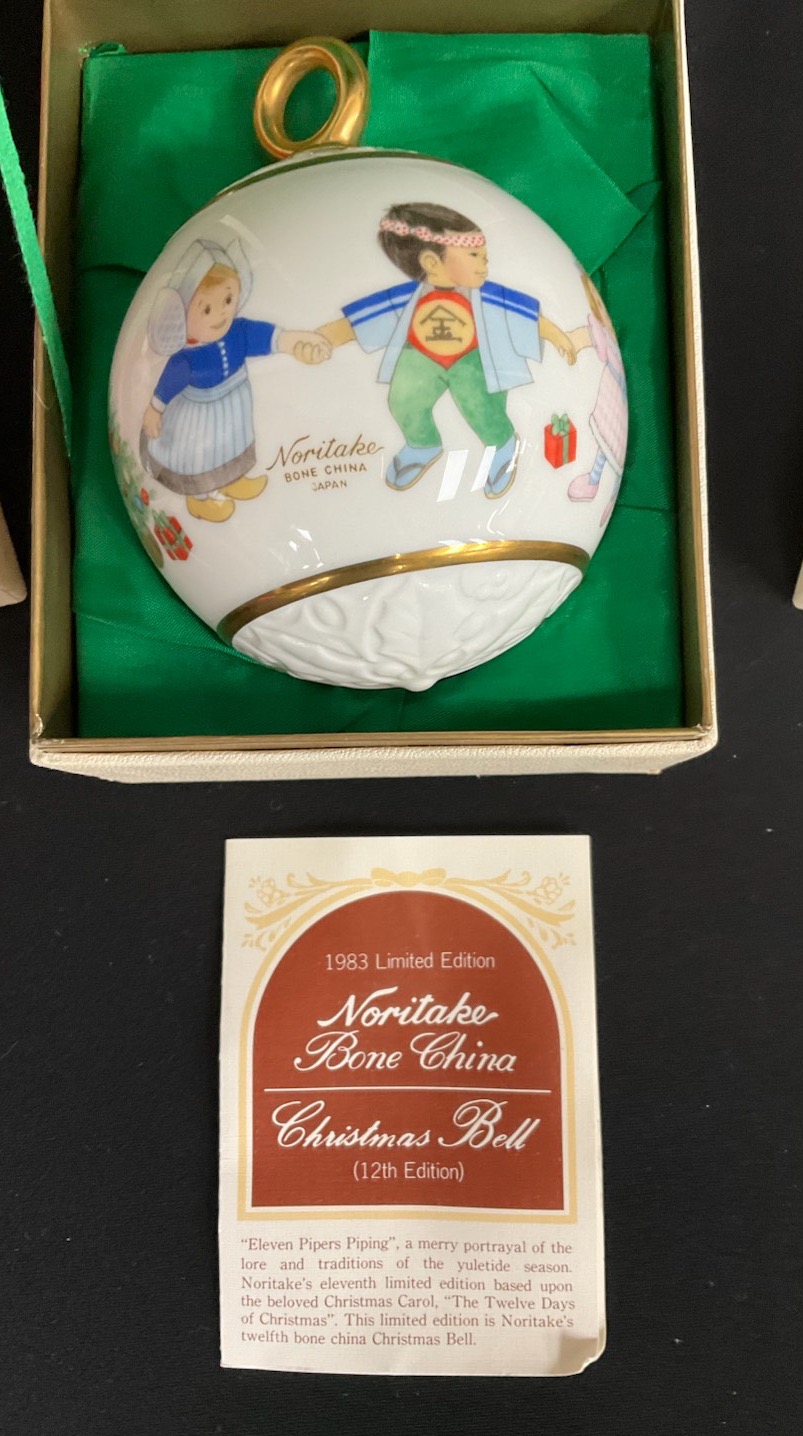 金
Noritake
BONE CHINA
JAPAN
1983 Limited Edition
Noritake
Bone China
Christmas Bell
(12th Edition)
“Eleven Pipers Piping”, a merry portrayal of the
lore and traditions of the yuletide season.
Noritake's eleventh limited edition based upon
the beloved Christmas Carol, “The Twelve Days
of Christmas”. This limited edition is Noritake's
twelfth bone china Christmas Bell.